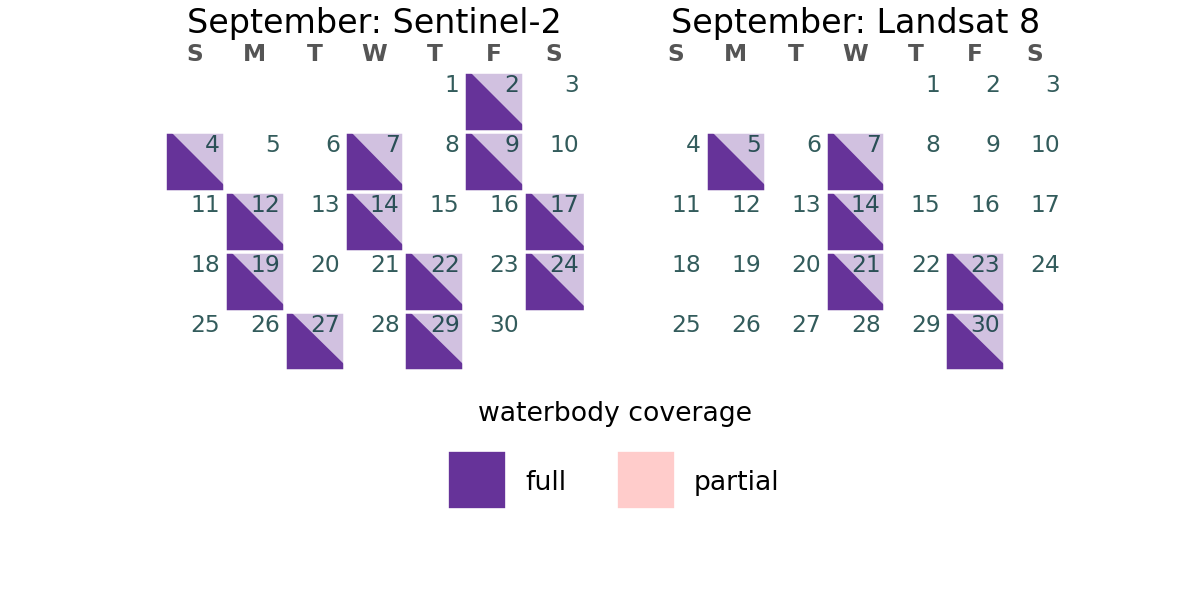 September: Sentinel-2
S M T W T F S
1 2 3
4 5 6 7 8 9 10
11 12 13 14 15 16 17
18 19 20 21 22 23 24
25 26 27 28 29 30
September: Landsat 8
S M T W T F S
1 2 3
4 5 6 7 8 9 10
11 12 13 14 15 16 17
18 19 20 21 22 23 24
25 26 27 28 29 30
waterbody coverage
full partial